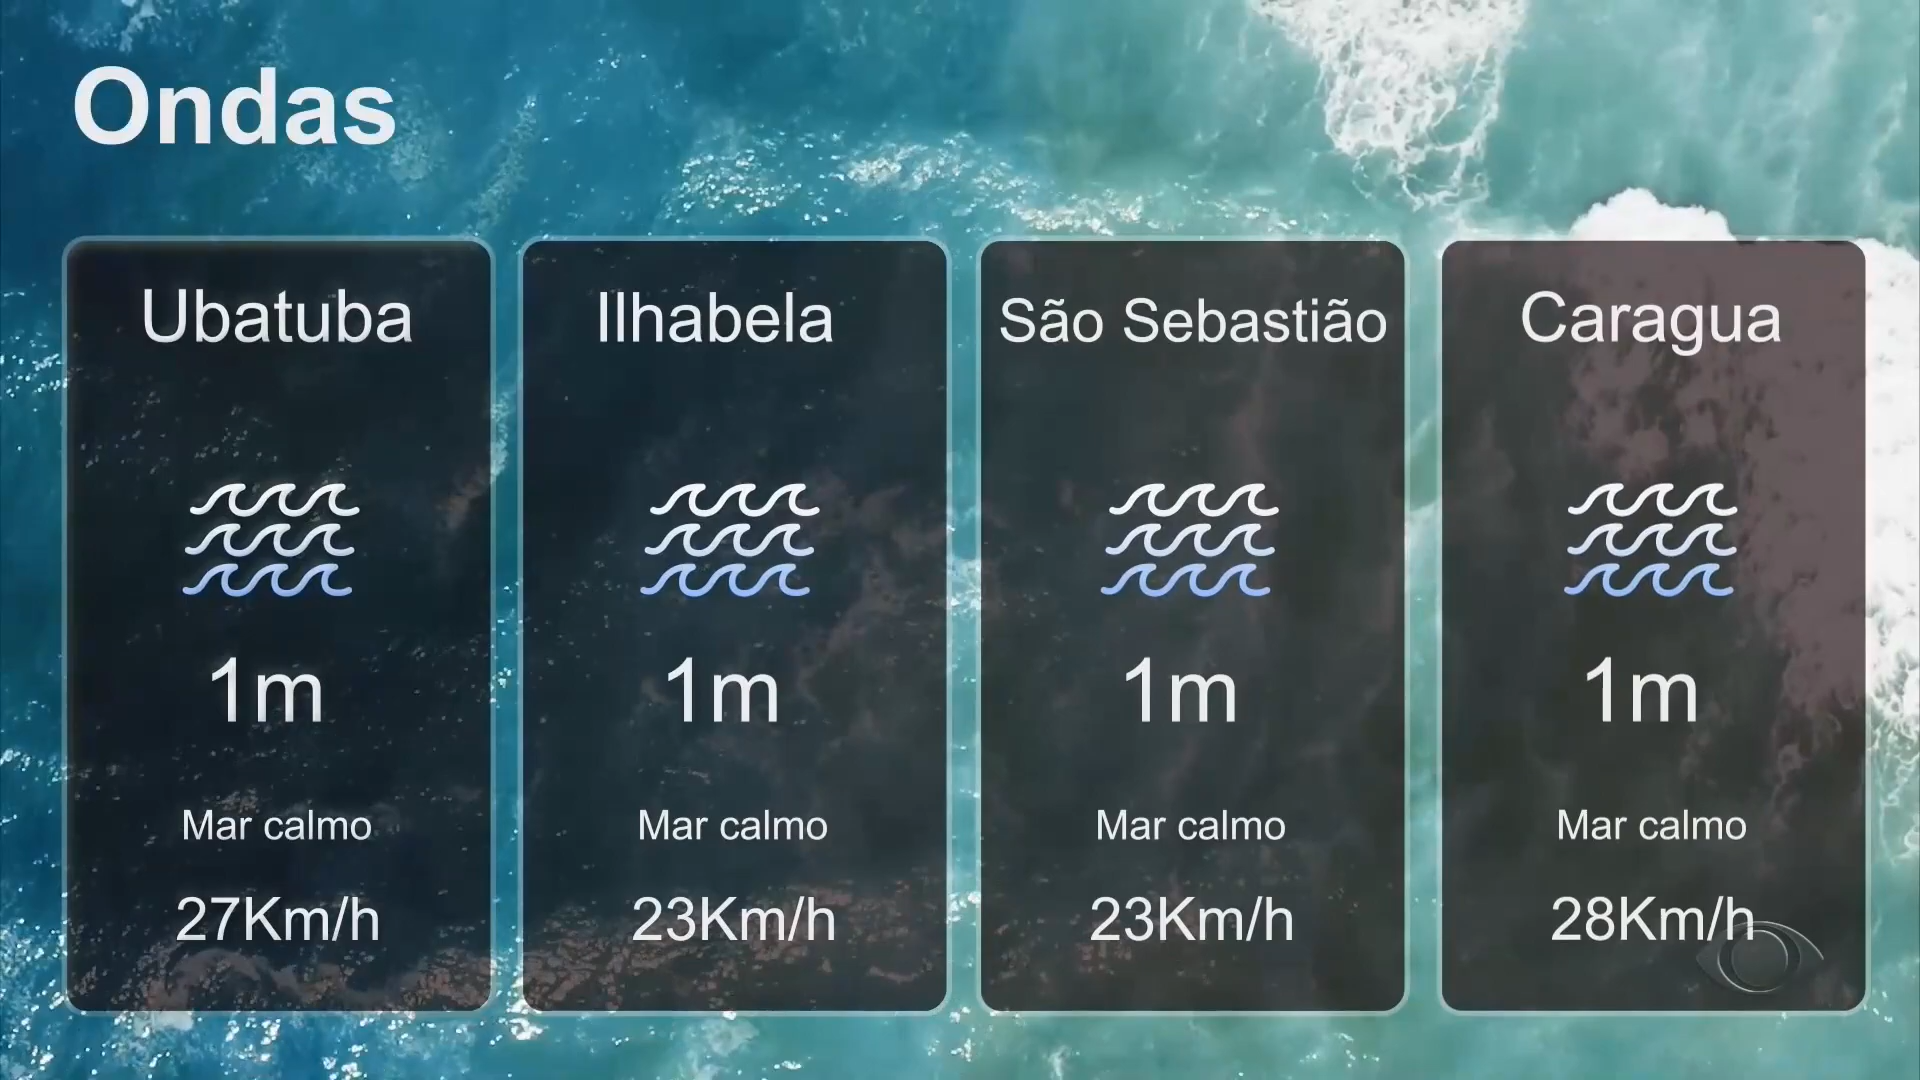 Ondas
Ubatuba
1m
Mar calmo
27Km/h
Ilhabela
1m
Mar calmo
23Km/h
São Sebastião
1m
Mar calmo
23Km/h
Caragua
1m
Mar calmo
28Km/h